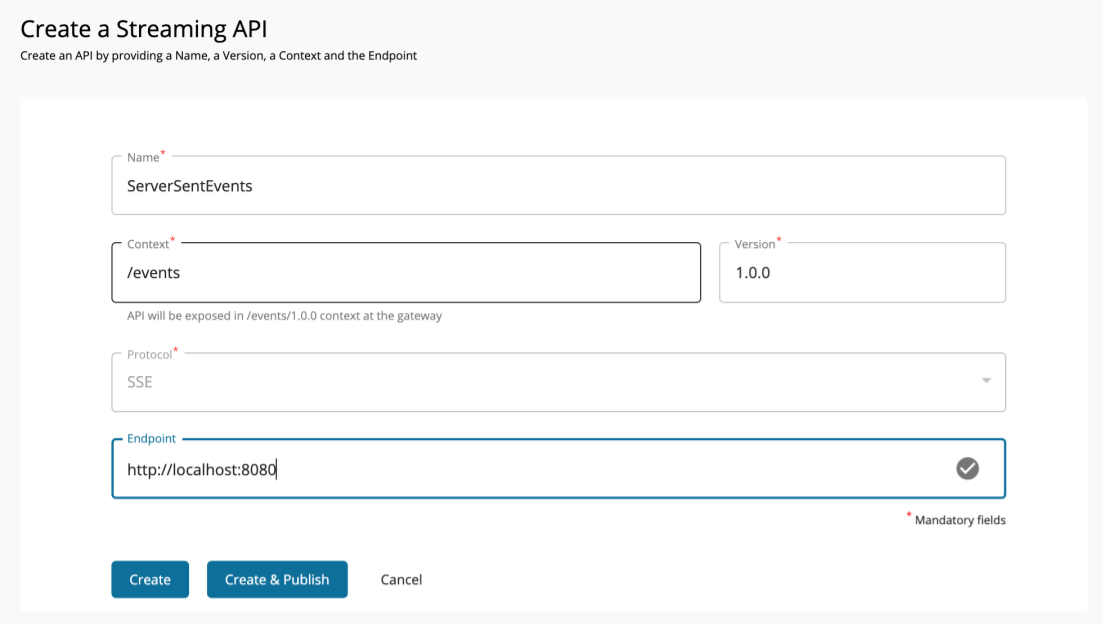 Create a Streaming API
Create an API by providing a Name, a Version, a Context and the Endpoint
Name*
ServerSentEvents
Context*
/events
Version*
1.0.0
API will be exposed in /events/1.0.0 context at the gateway
Protocol*
SSE
Endpoint
http://localhost:8080
* Mandatory fields
Create
Create & Publish
Cancel